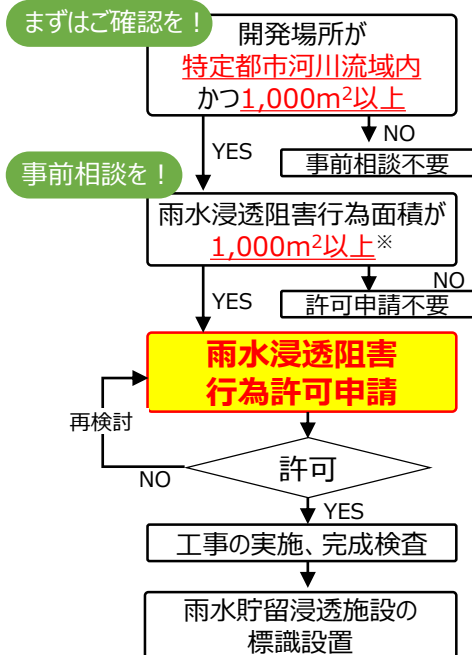 まずはご確認を！
開発場所が
特定都市河川流域内
かつ1,000m²以上
YES
NO
事前相談不要
事前相談を！
雨水浸透阻害行為面積が
1,000m²以上※
YES
NO
許可申請不要
雨水浸透阻害
行為許可申請
再検討
許可
NO
YES
工事の実施、完成検査
雨水貯留浸透施設の
標識設置